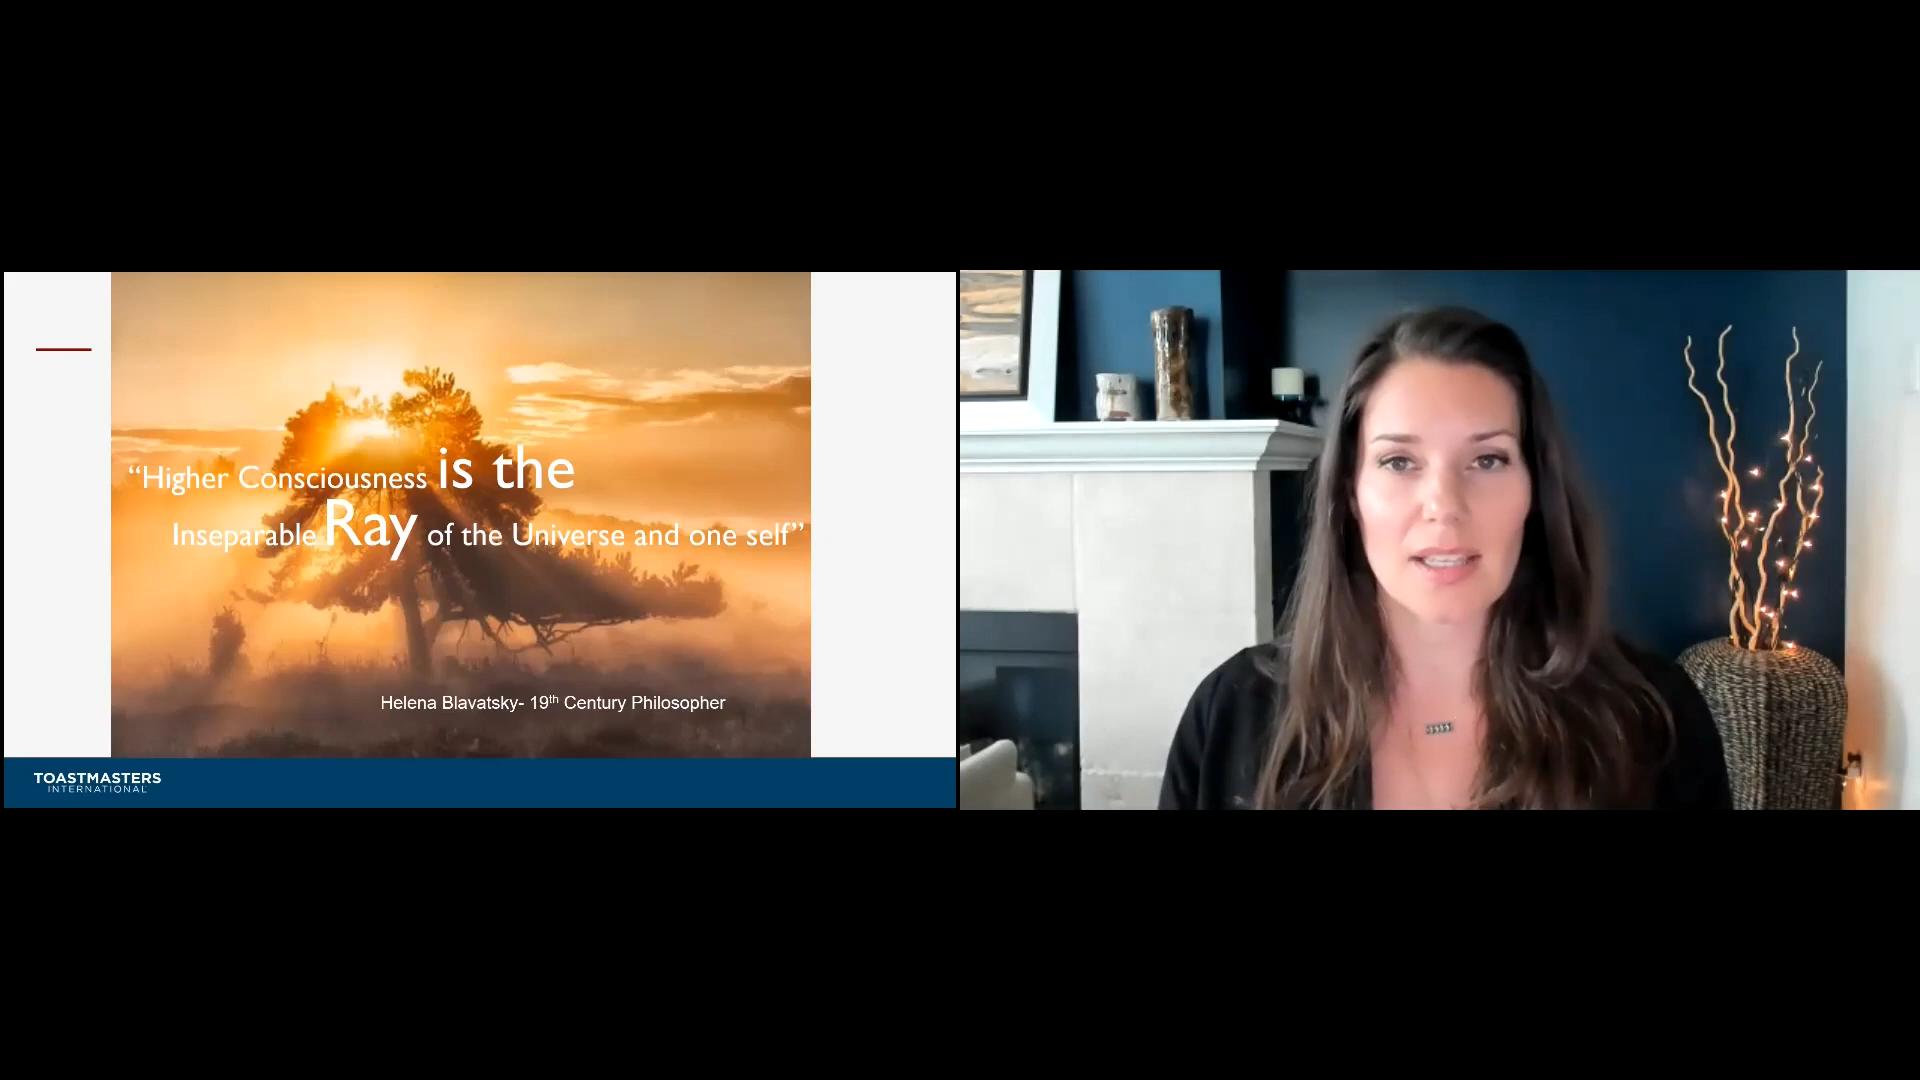 “Higher Consciousness is the
Inseparable Ray of the Universe and one self”
Helena Blavatsky- 19th Century Philosopher
TOASTMASTERS
INTERNATIONAL